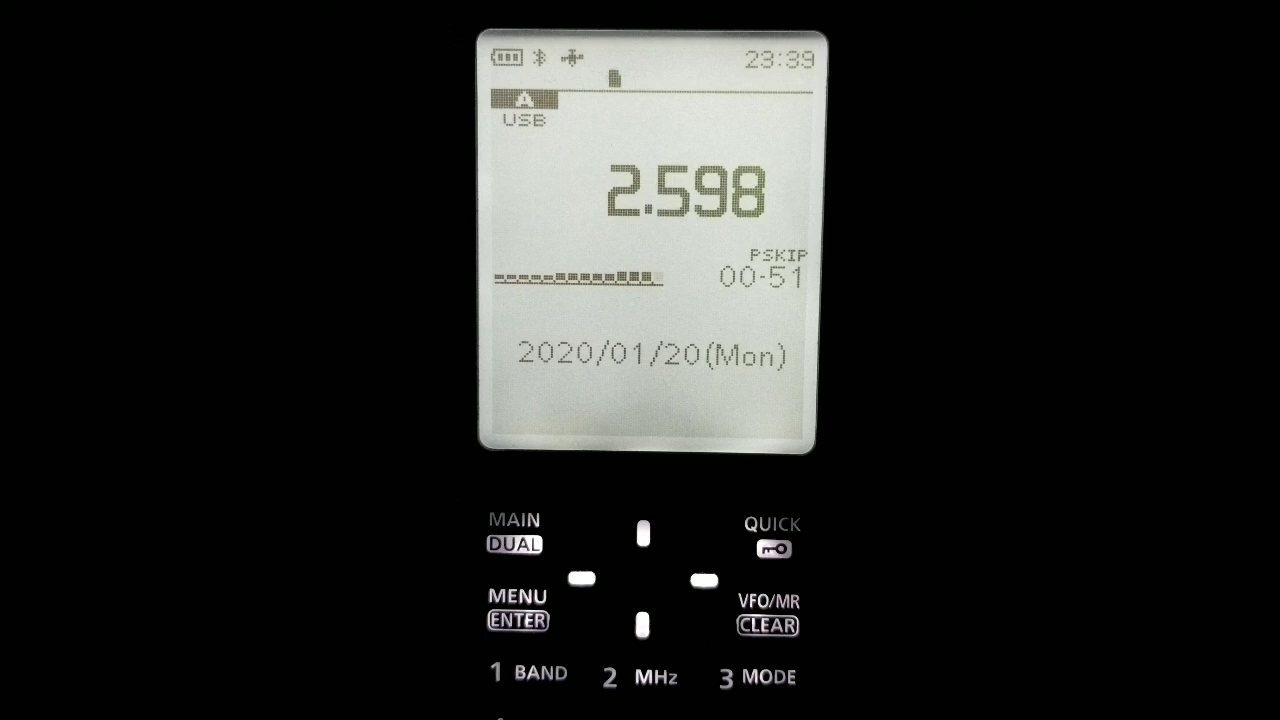 23:39
A
USB
2.598
PSKIP
00-51
2020/01/20(Mon)
MAIN
DUAL
QUICK
MENU
ENTER
VFO/MR
CLEAR
1 BAND 2 MHz 3 MODE